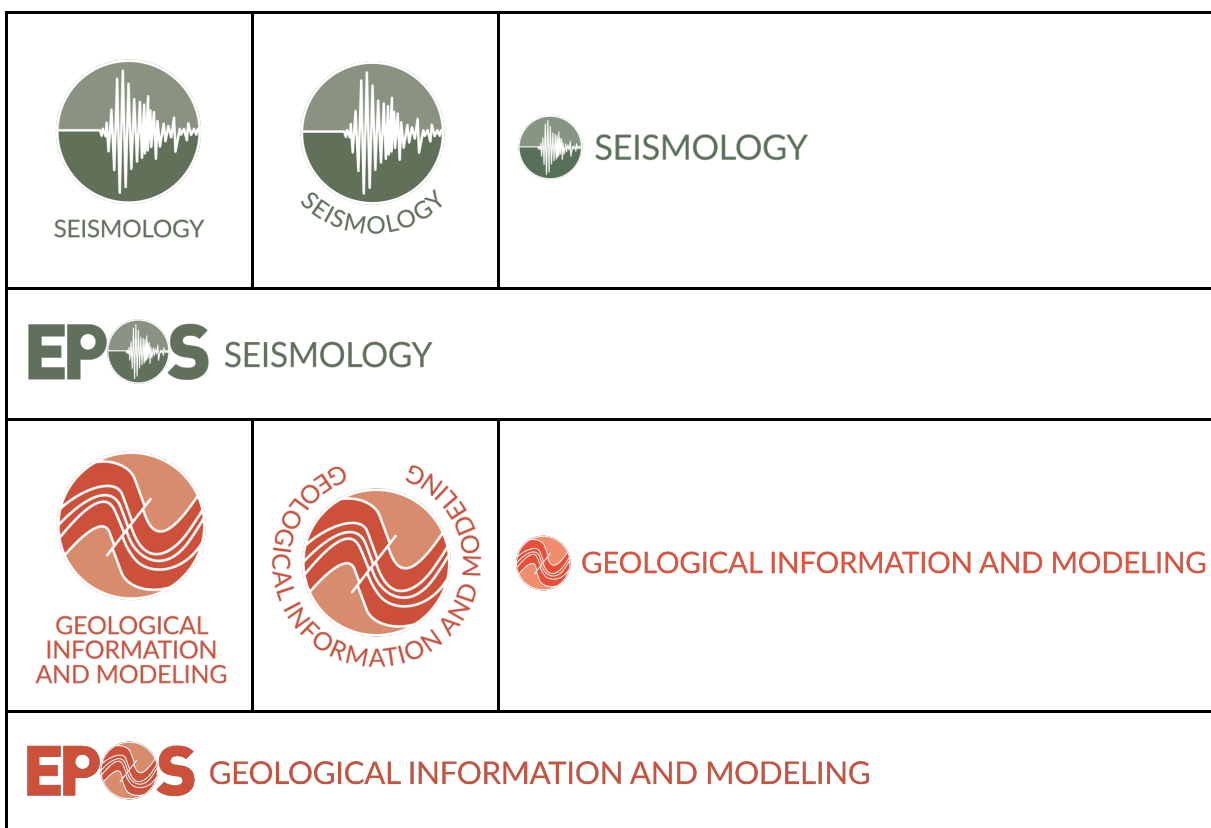 SEISMOLOGY
SEISMOLOGY
SEISMOLOGY
EPOS SEISMOLOGY
GEOLOGICAL
INFORMATION
AND MODELING
GEOLOGICAL INFORMATION AND MODELING
GEOLOGICAL INFORMATION AND MODELING
EPOS GEOLOGICAL INFORMATION AND MODELING